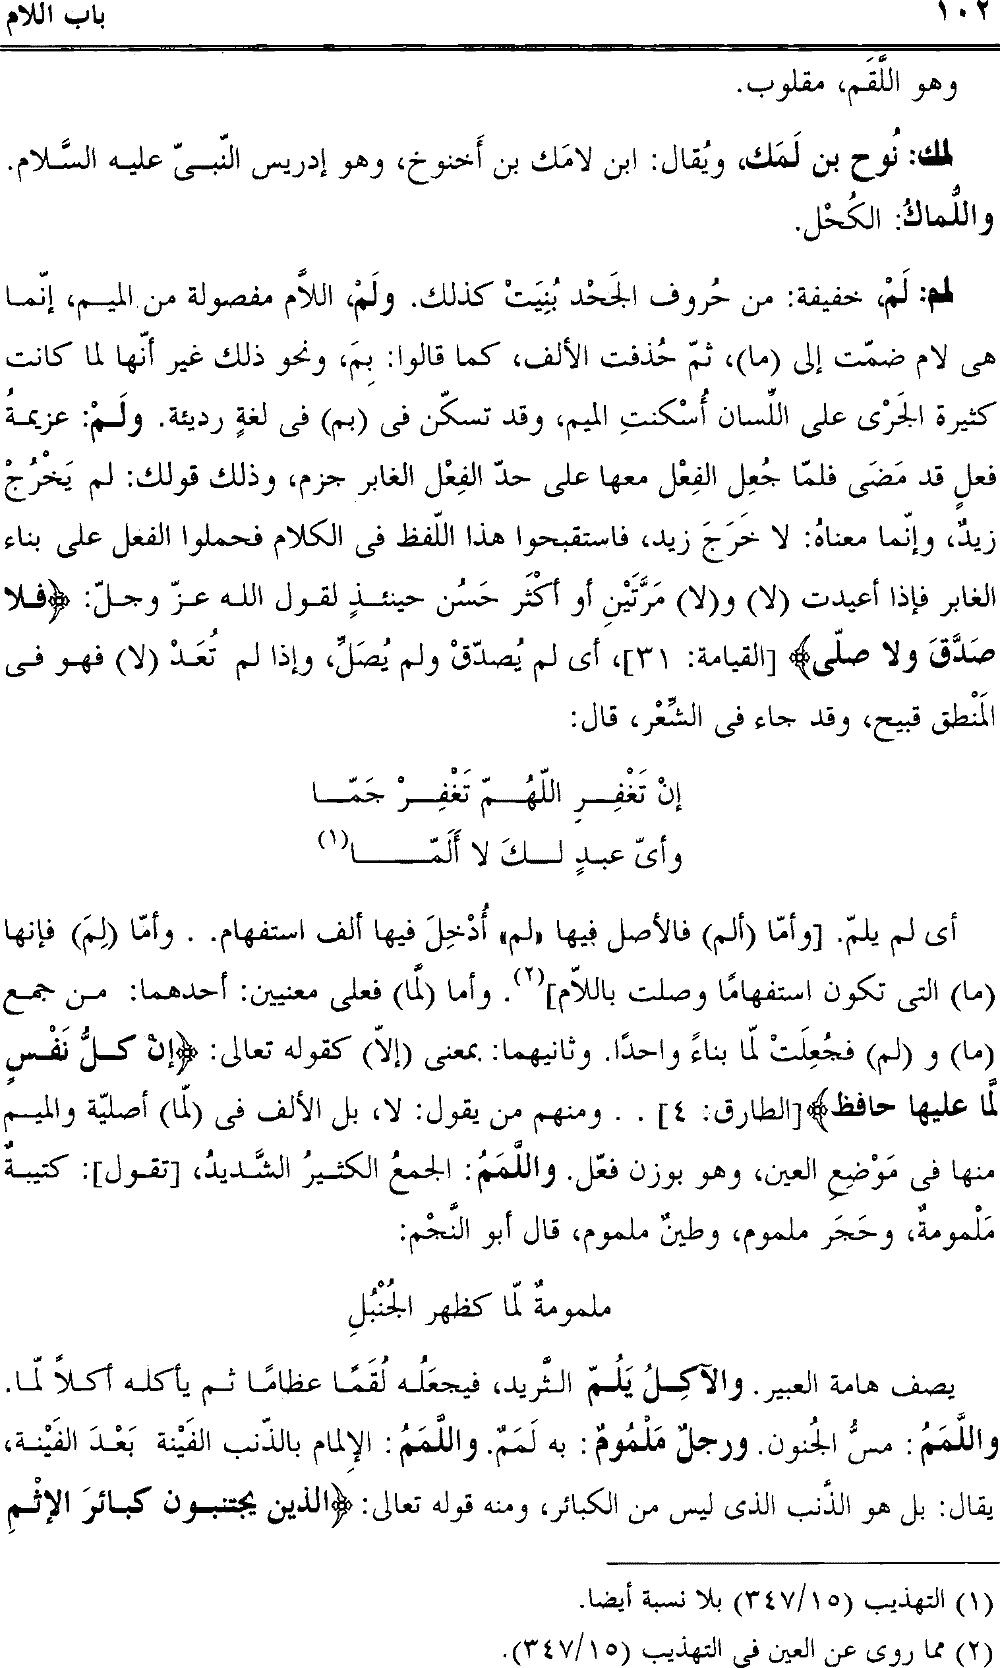 ١٠٢ باب اللام
وهو اللَّقَم، مقلوب.
لمك: نُوح بن لَمَك، ويُقال: ابن لامَك بن أَخنوخ، وهو إدريس النّبىّ عليه السَّلام.
واللُّماكُ: الكُحْل.
لمم: لَمْ، خفيفة: من حُروف الجَحْد بُنِيَتْ كذلك. ولَمْ، اللاَّم مفصولة من الميم، إنّما
هى لام ضمّت إلى (ما)، ثمّ حُذفت الألف، كما قالوا: بِمَ، ونحو ذلك غير أنّها لما كانت
كثيرة الجَرْى على اللِّسان أُسْكنتِ الميم، وقد تسكّن فى (بم) فى لغةٍ رديئة. ولَمْ: عزيمةُ
فعلٍ قد مَضَى فلمّا جُعِل الفِعْل معها على حدّ الفِعْل الغابر جزم، وذلك قولك: لم يَخْرُجْ
زيدٌ، وإنّما معناهُ: لا خَرَجَ زيد، فاستقبحوا هذا اللّفظ فى الكلام فحملوا الفعل على بناء
الغابر فإذا أعيدت (لا) و(لا) مَرَّتَيْنِ أو أكْثَر حَسُن حينئذٍ لقول الله عزّ وجلّ: ﴿فلا
صَدَّقَ ولا صلّى﴾ [القيامة: ٣١]، أى لم يُصدّقْ ولم يُصَلِّ، وإذا لم تُعَدْ (لا) فهو فى
المَنْطق قبيح، وقد جاء فى الشِّعْر، قال:
إنْ تَغْفِرِ اللّهُمّ تَغْفِرْ جَمّا
وأىّ عبدٍ لكَ لا أَلَمّا(١)
أى لم يلمّ. [وأمّا (ألم) فالأصل فيها «لم» أُدْخِلَ فيها ألف استفهام. . وأمّا (لِمَ) فإنها
(ما) التى تكون استفهامًا وصلت باللاّم](٢). وأما (لَّما) فعلى معنيين: أحدهما: من جمع
(ما) و (لم) فجُعِلَتْ لمّا بناءً واحدًا. وثانيهما: بمعنى (إلاّ) كقوله تعالى: ﴿إنْ كلُّ نَفْسٍ
لمَّا عليها حافظ﴾[الطارق: ٤] . . ومنهم من يقول: لا، بل الألف فى (لمّا) أصليّة والميم
منها فى مَوْضِعِ العين، وهو بوزن فعّل. واللَّمَمُ: الجمعُ الكثيرُ الشَّديدُ، [تقول]: كتيبةٌ
مَلْمومةٌ، وحَجَر ملموم، وطينٌ ملموم، قال أبو النَّجْم:
ملمومةٌ لمّا كظهر الجُنْبُلِ
يصف هامة العبير. والآكِلُ يَلُمّ الثَّريد، فيجعَلُه لُقَمًا عظامًا ثم يأكله أكلاً لمّا.
واللَّمَمُ: مسُّ الجُنون. ورجلٌ مَلْمُومٌ: به لَمَمٌ. واللَّمَمُ: الإلمام بالذّنب الفَيْنة بَعْدَ الفَيْنة،
يقال: بل هو الذَّنب الذى ليس من الكبائر، ومنه قوله تعالى: ﴿الذين يجتنبون كبائرَ الإثْمِ
(١) التهذيب (٣٤٧/١٥) بلا نسبة أيضا.
(٢) مما روى عن العين فى التهذيب (٣٤٧/١٥).